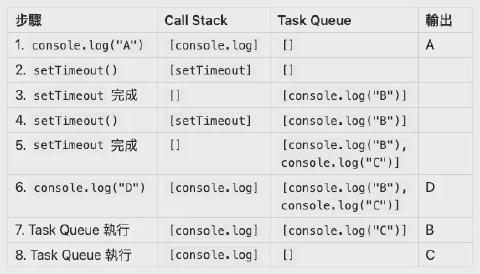 步驟 Call Stack Task Queue 輸出
1. console.log("A") [console.log] [] A
2. setTimeout() [setTimeout] []
3. setTimeout 完成 [] [console.log("B")]
4. setTimeout() [setTimeout] [console.log("B")]
5. setTimeout 完成 [] [console.log("B"),
console.log("C")]
6. console.log("D") [console.log] [console.log("B"), D
console.log("C")]
7. Task Queue 執行 [console.log] [console.log("C")] B
8. Task Queue 執行 [console.log] [] C